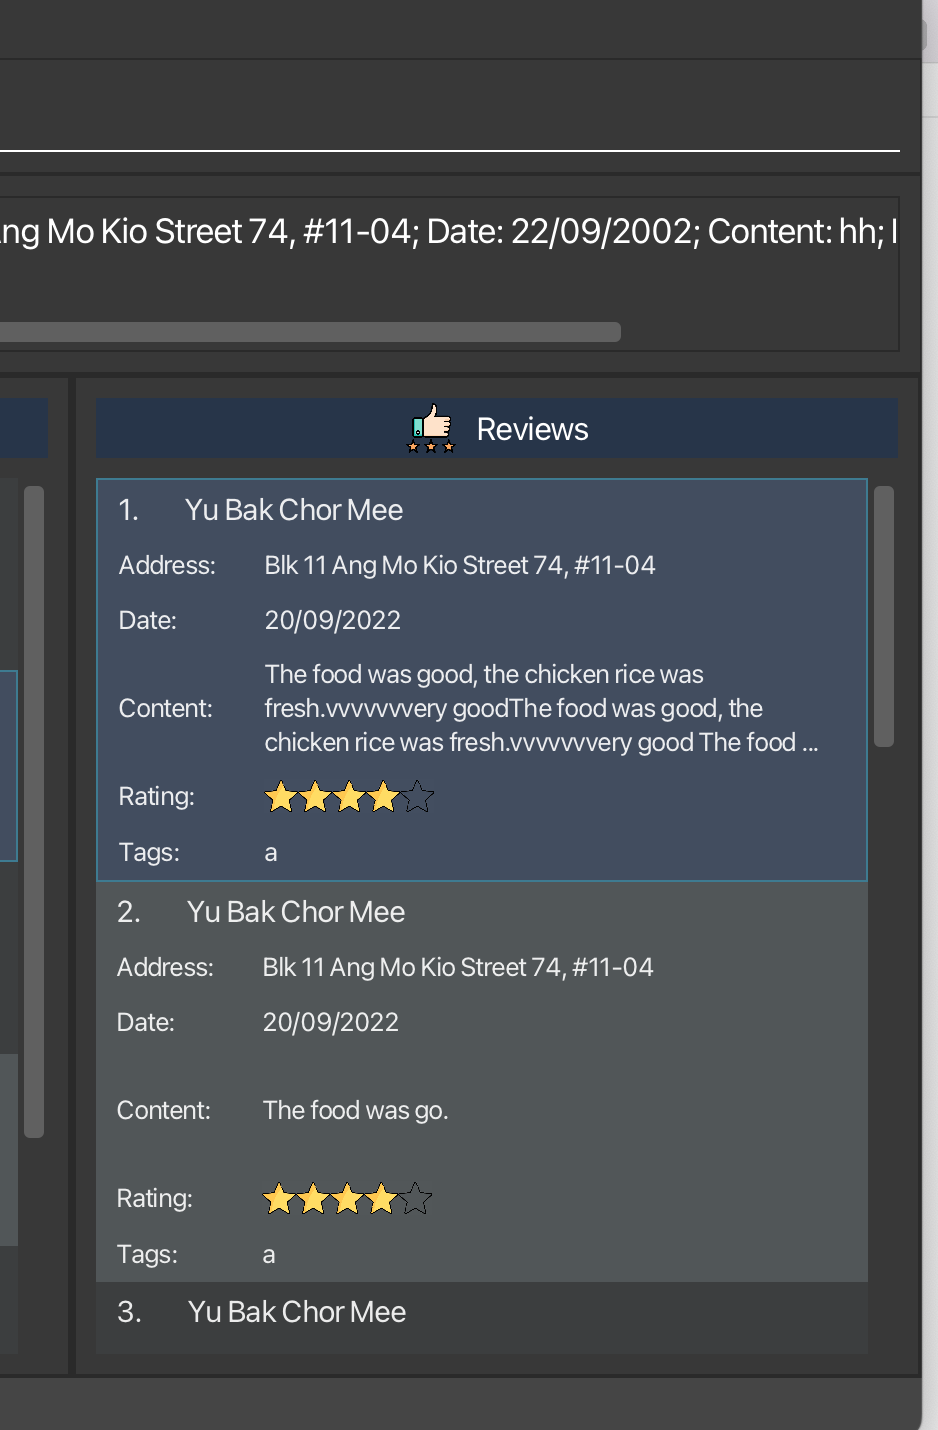 ng Mo Kio Street 74, #11-04; Date: 22/09/2002; Content: hh;
Reviews
1. Yu Bak Chor Mee
Address: Blk 11 Ang Mo Kio Street 74, #11-04
Date: 20/09/2022
The food was good, the chicken rice was
Content: fresh.vvvvvvvery goodThe food was good, the
chicken rice was fresh.vvvvvvvery good The food ...
Rating:
Tags: a
2. Yu Bak Chor Mee
Address: Blk 11 Ang Mo Kio Street 74, #11-04
Date: 20/09/2022
Content: The food was go.
Rating:
Tags: a
3. Yu Bak Chor Mee